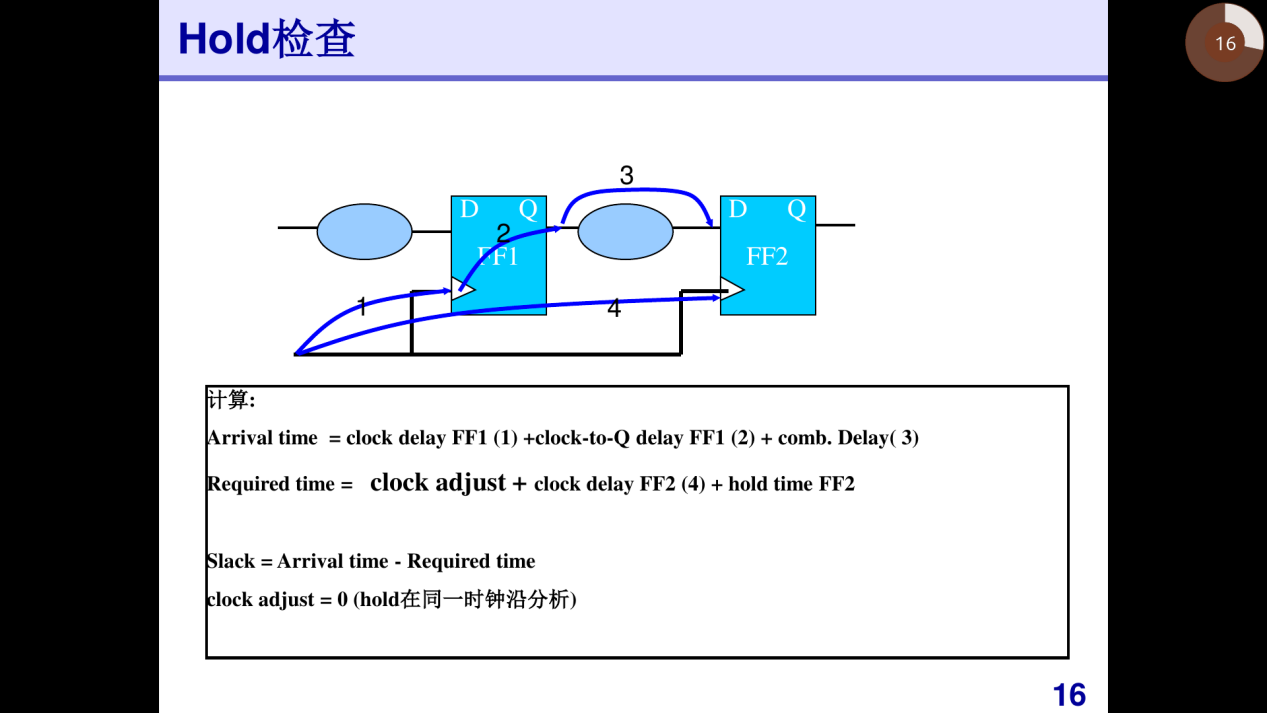 Hold检查
16
3
D Q
2
FF1
D Q
FF2
1
4
计算:
Arrival time = clock delay FF1 (1) +clock-to-Q delay FF1 (2) + comb. Delay( 3)
Required time = clock adjust + clock delay FF2 (4) + hold time FF2
Slack = Arrival time - Required time
clock adjust = 0 (hold在同一时钟沿分析)
16